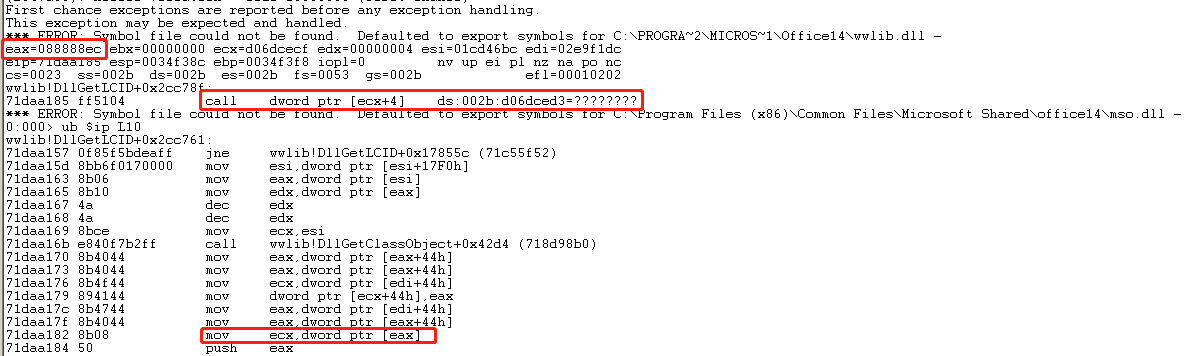 First chance exceptions are reported before any exception handling.
This exception may be expected and handled.
*** ERROR: Symbol file could not be found.  Defaulted to export symbols for C:\PROGRA~2\MICROS~1\Office14\wwlib.dll -
eax=088888ec ebx=00000000 ecx=d06dcecf edx=00000004 esi=01cd46bc edi=02e9f1dc
eip=71daa185 esp=0034f38c ebp=0034f3f8 iopl=0         nv up ei pl nz na po nc
cs=0023  ss=002b  ds=002b  es=002b  fs=0053  gs=002b             efl=00010202
wwlib!DllGetLCID+0x2cc78f:
71daa185 ff5104          call    dword ptr [ecx+4]    ds:002b:d06dced3=????????
*** ERROR: Symbol file could not be found.  Defaulted to export symbols for C:\Program Files (x86)\Common Files\Microsoft Shared\office14\mso.dll -
0:000> ub $ip L10
wwlib!DllGetLCID+0x2cc761:
71daa157 0f85f5bdeaff    jne     wwlib!DllGetLCID+0x17855c (71c55f52)
71daa15d 8bb6f0170000    mov     esi,dword ptr [esi+17F0h]
71daa163 8b06            mov     eax,dword ptr [esi]
71daa165 8b10            mov     edx,dword ptr [eax]
71daa167 4a              dec     edx
71daa168 4a              dec     edx
71daa169 8bce            mov     ecx,esi
71daa16b e840f7b2ff      call    wwlib!DllGetClassObject+0x42d4 (718d98b0)
71daa170 8b4044          mov     eax,dword ptr [eax+44h]
71daa173 8b4044          mov     eax,dword ptr [eax+44h]
71daa176 8b4f44          mov     ecx,dword ptr [edi+44h]
71daa179 894144          mov     dword ptr [ecx+44h],eax
71daa17c 8b4744          mov     eax,dword ptr [edi+44h]
71daa17f 8b4044          mov     eax,dword ptr [eax+44h]
71daa182 8b08            mov     ecx,dword ptr [eax]
71daa184 50              push    eax